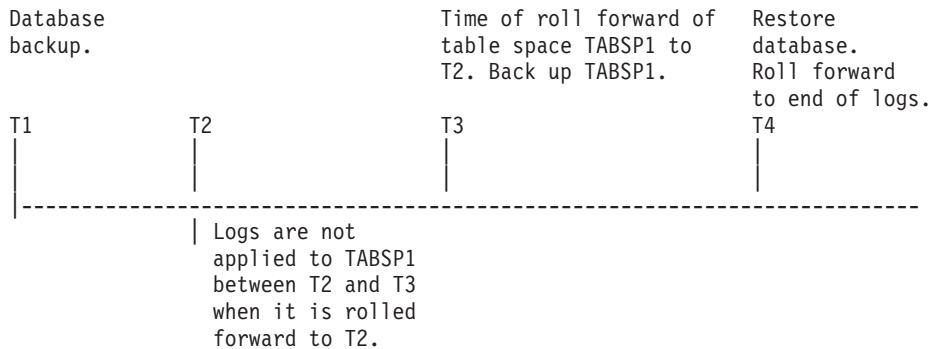 Database backup.
Time of roll forward of table space TABSP1 to T2. Back up TABSP1.
Restore database. Roll forward to end of logs.
T1 T2 T3 T4
Logs are not
applied to TABSP1
between T2 and T3
when it is rolled
forward to T2.